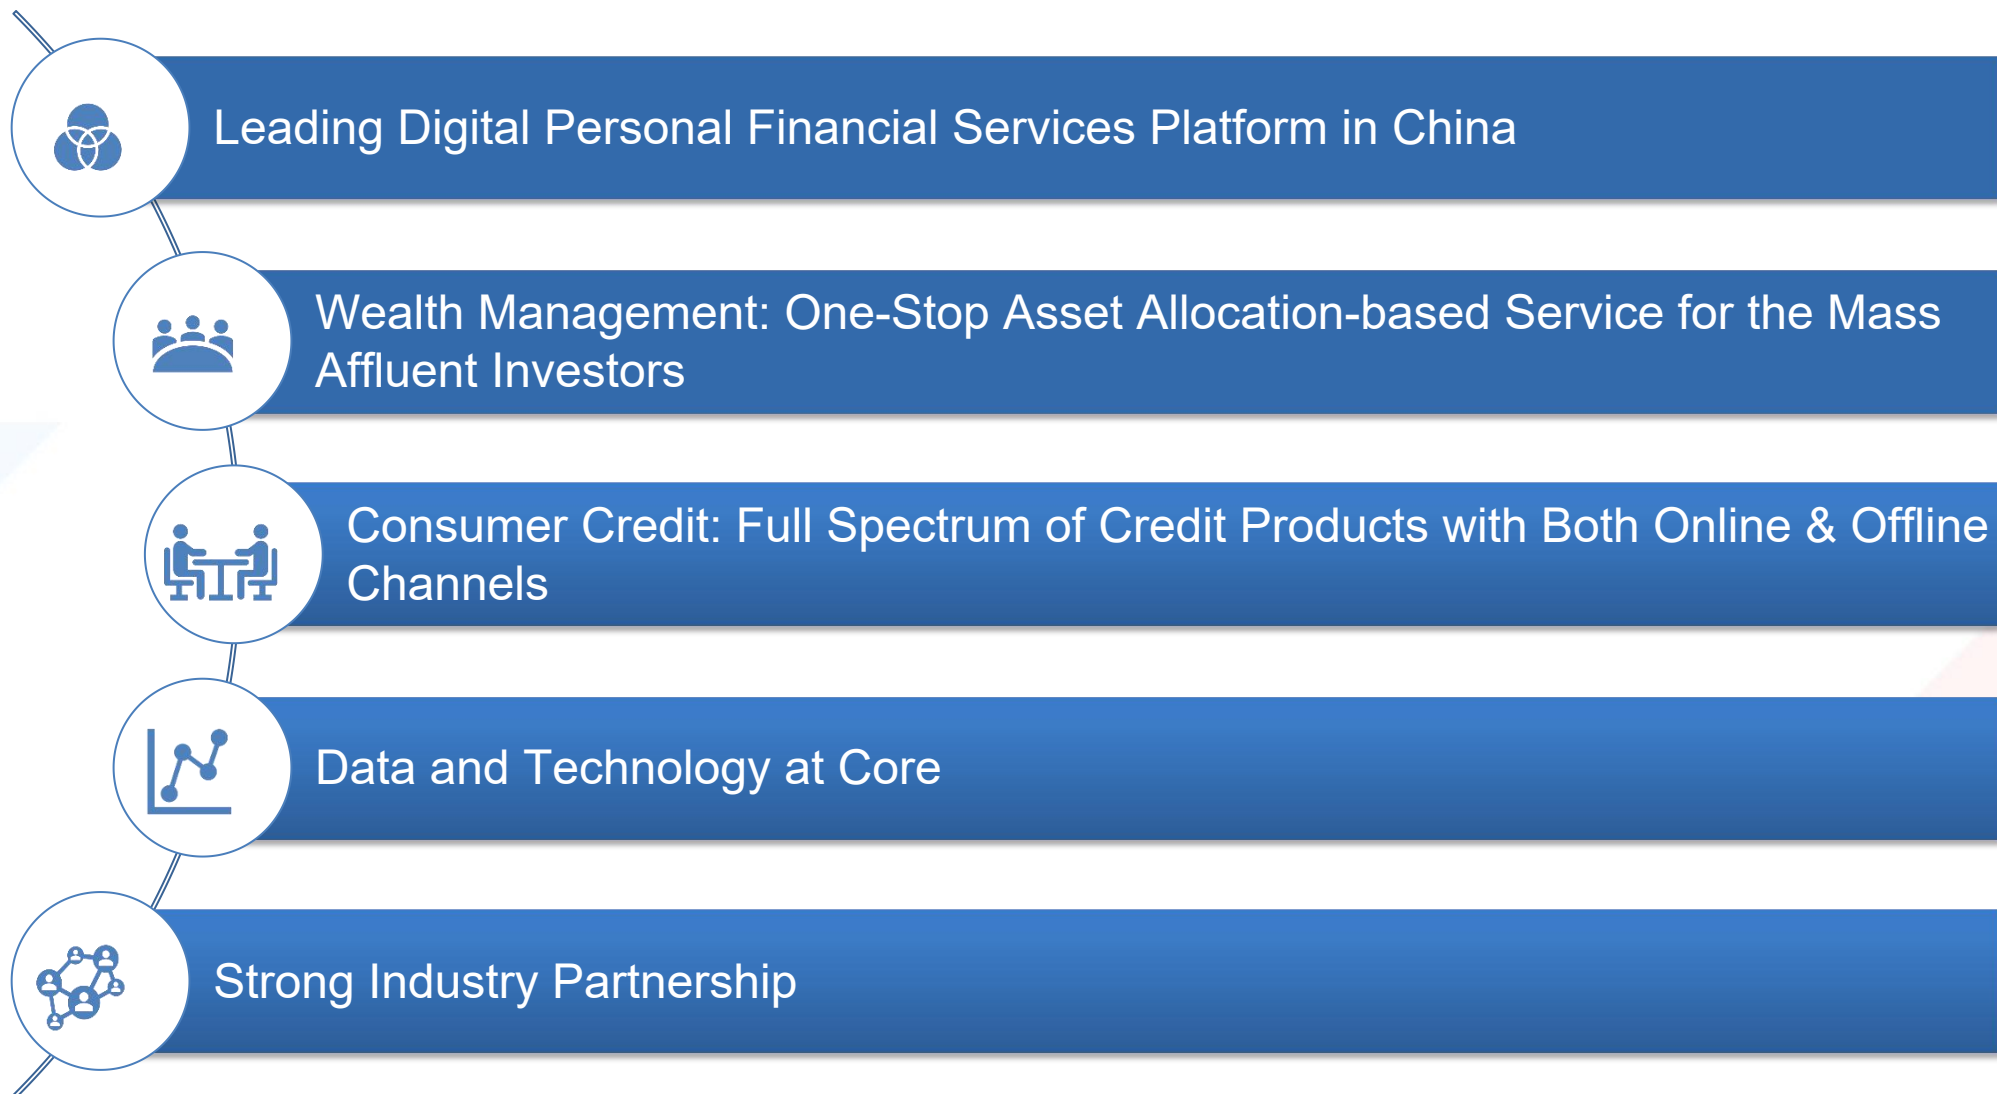 Leading Digital Personal Financial Services Platform in China
Wealth Management: One-Stop Asset Allocation-based Service for the Mass
Affluent Investors
Consumer Credit: Full Spectrum of Credit Products with Both Online & Offline
Channels
Data and Technology at Core
Strong Industry Partnership